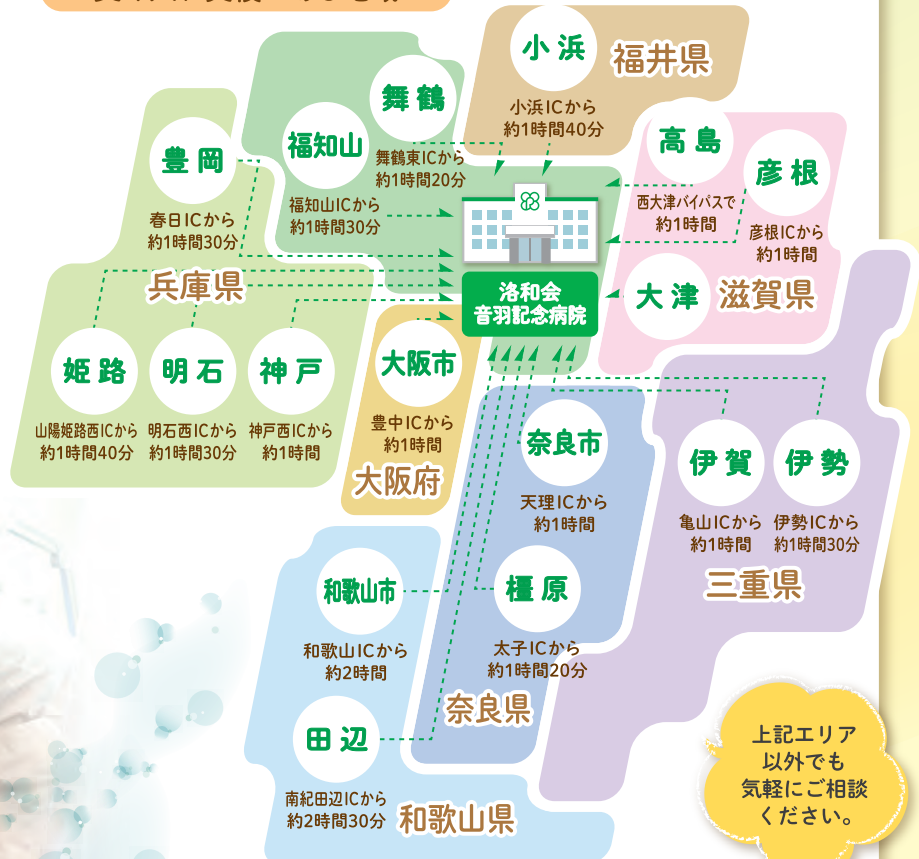 小浜
福井県
小浜ICから
約1時間40分
舞鶴
舞鶴東ICから
約1時間20分
福知山
福知山ICから
約1時間30分
豊岡
春日ICから
約1時間30分
兵庫県
高島
西大津バイパスで
約1時間
彦根
彦根ICから
約1時間
大津
滋賀県
洛和会
音羽記念病院
姫路
山陽姫路西ICから
約1時間40分
明石
明石西ICから
約1時間30分
神戸
神戸西ICから
約1時間
大阪市
豊中ICから
約1時間
大阪府
奈良市
天理ICから
約1時間
橿原
太子ICから
約1時間20分
奈良県
伊賀
亀山ICから
約1時間
伊勢
伊勢ICから
約1時間30分
三重県
和歌山市
和歌山ICから
約2時間
田辺
南紀田辺ICから
約2時間30分
和歌山県
上記エリア
以外でも
気軽にご相談
ください。